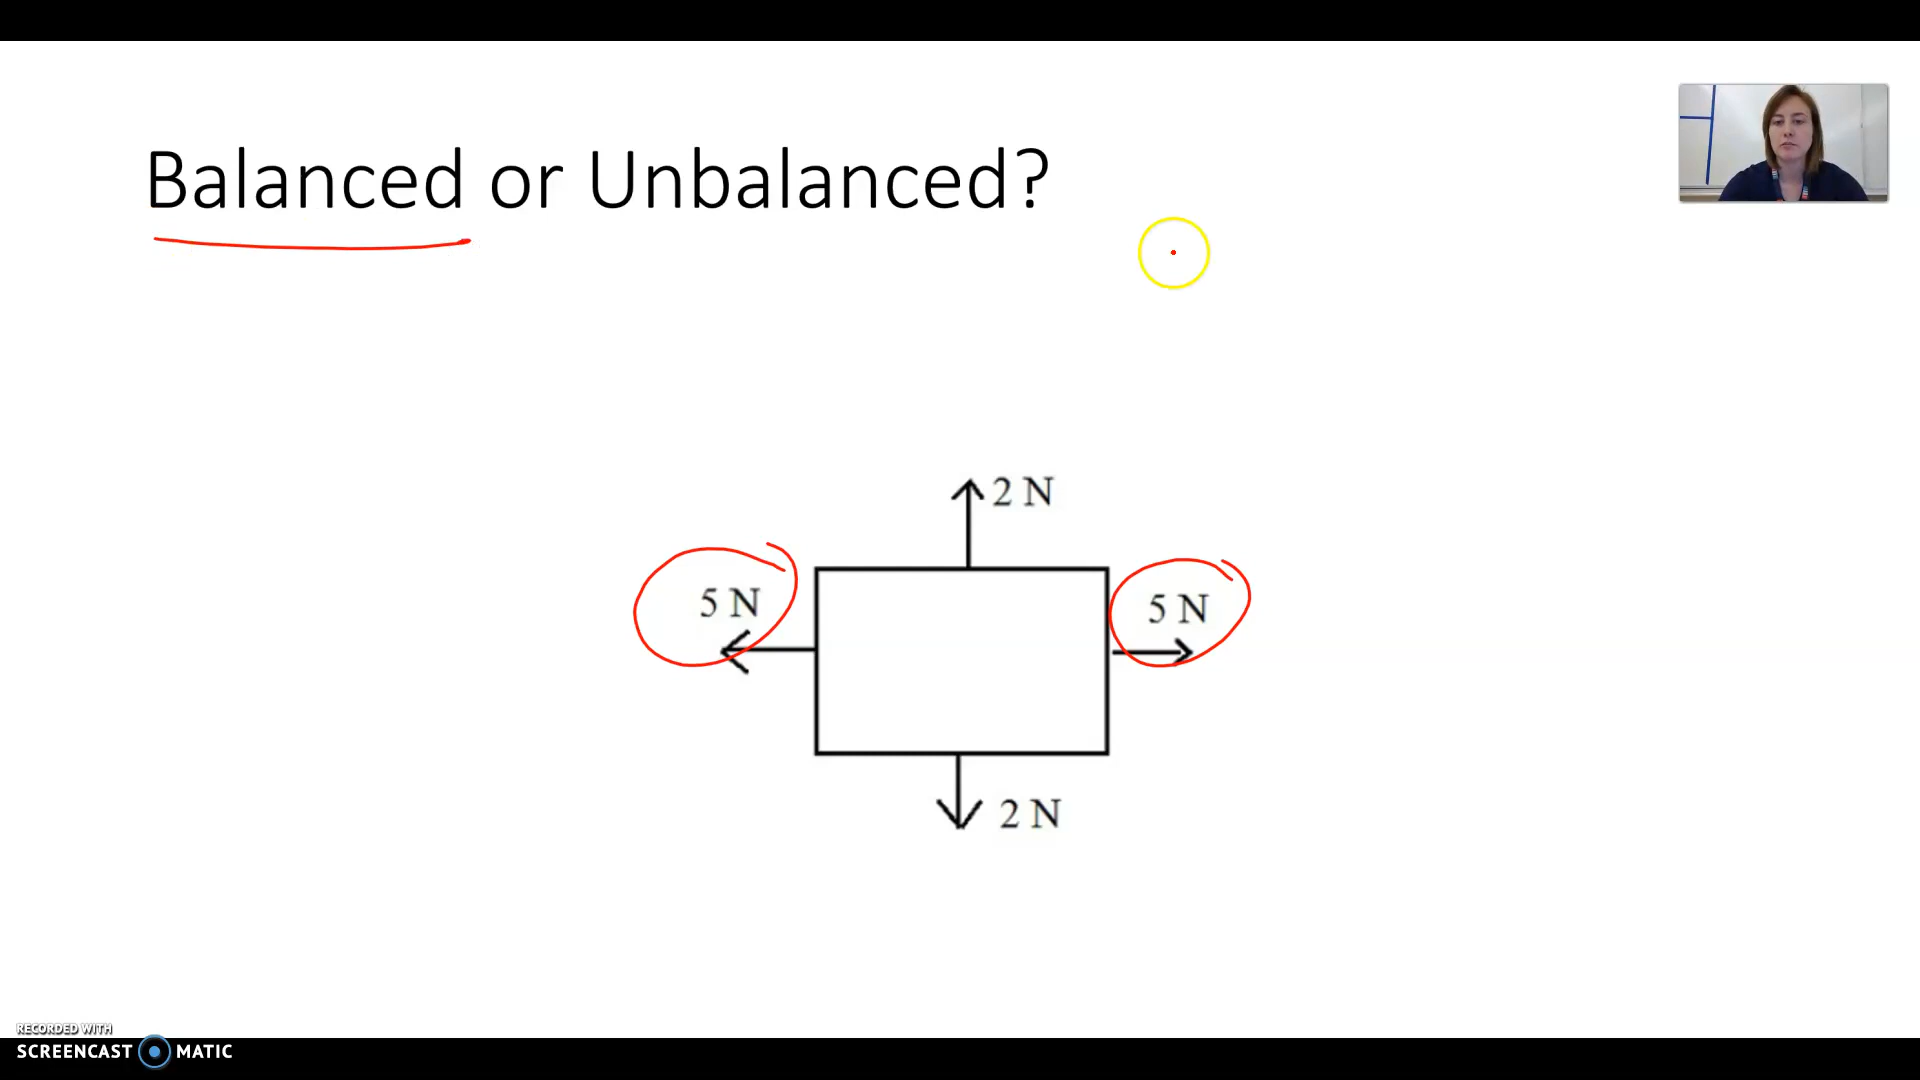 Balanced or Unbalanced?
2 N
5 N
5 N
2 N
RECORDED WITH
SCREENCAST MATIC